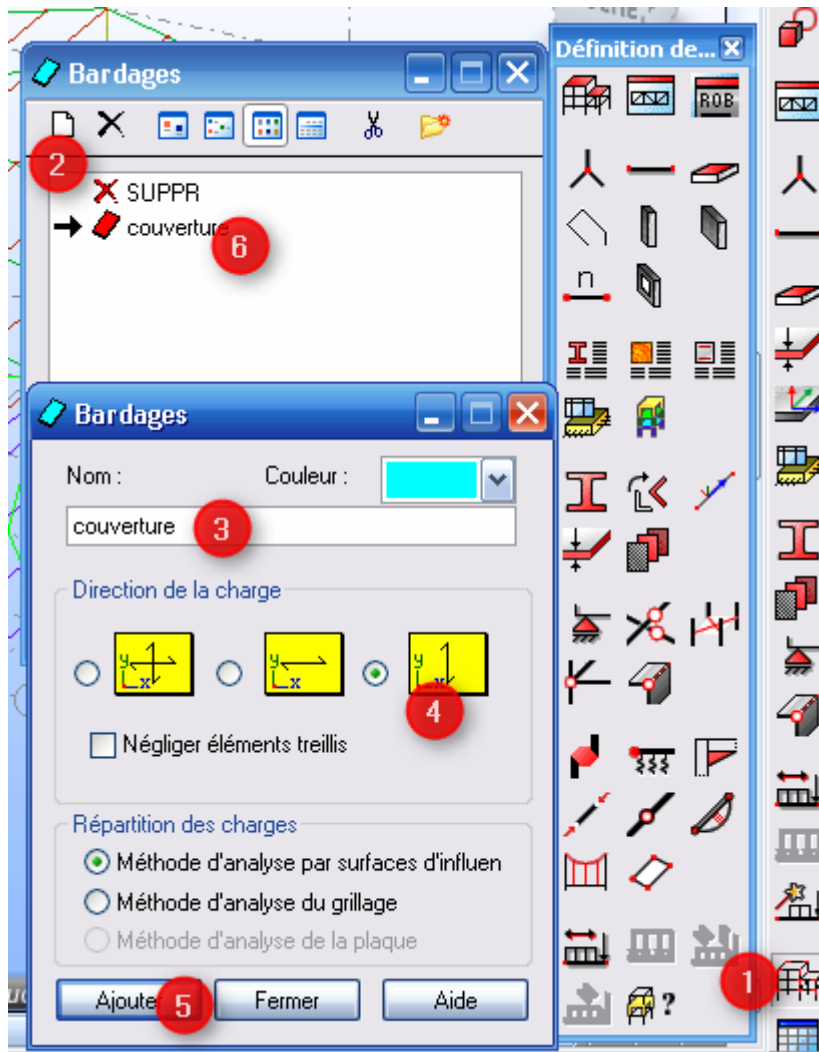 Bardages
2
SUPPR
couverture
6
Bardages
Nom :
Couleur :
couverture
3
Direction de la charge
y
x
y
x
y
x
4
Négliger éléments treillis
Répartition des charges
Méthode d'analyse par surfaces d'influen
Méthode d'analyse du grillage
Méthode d'analyse de la plaque
Ajouter
5
Fermer
Aide
Définition de...
ROB
n
?
1